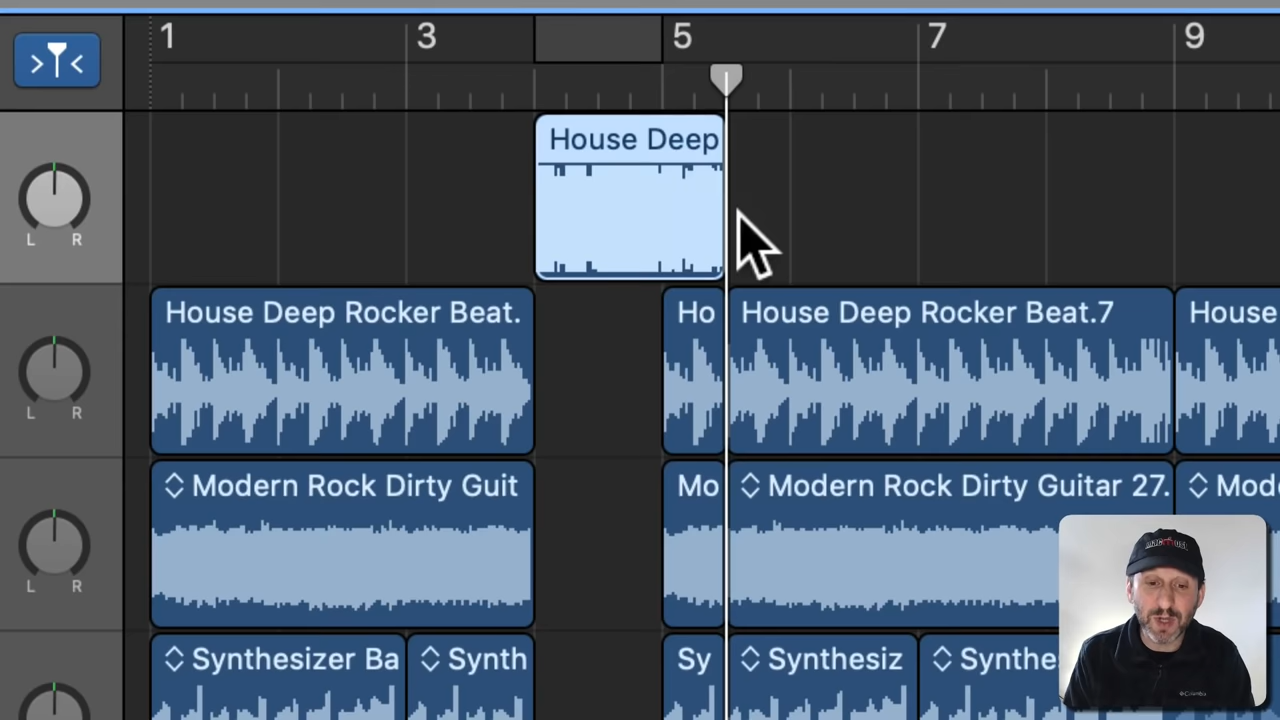 1 3 5 7 9
House Deep
L R
House Deep Rocker Beat. Ho House Deep Rocker Beat.7 House
L R
Modern Rock Dirty Guit Mo Modern Rock Dirty Guitar 27. Mod
L R
Synthesizer Ba Synth Sy Synthesiz Synthe